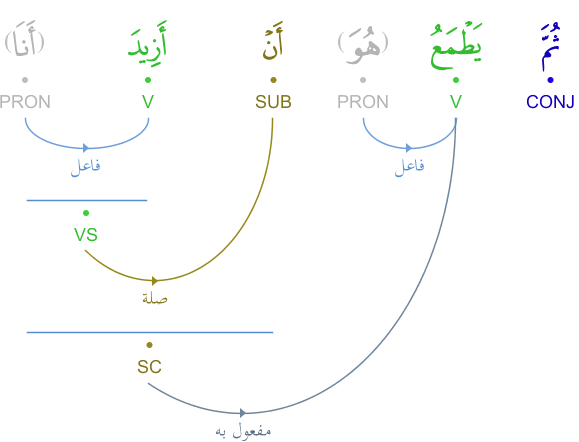 ثُمَّ يَطْمَعُ (هُوَ) أَنْ أَزِيدَ (أَنَا)
CONJ V PRON SUB V PRON
فاعل فاعل
VS
صلة
SC
مفعول به